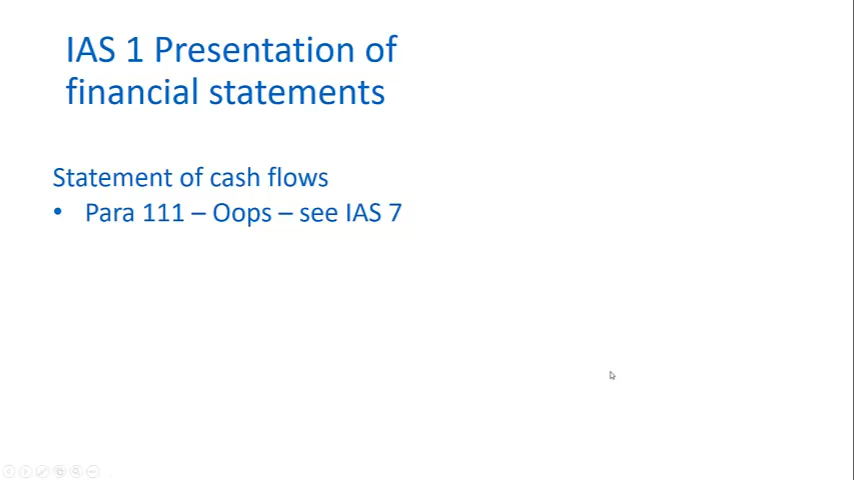 IAS 1 Presentation of
financial statements
Statement of cash flows
• Para 111 – Oops – see IAS 7